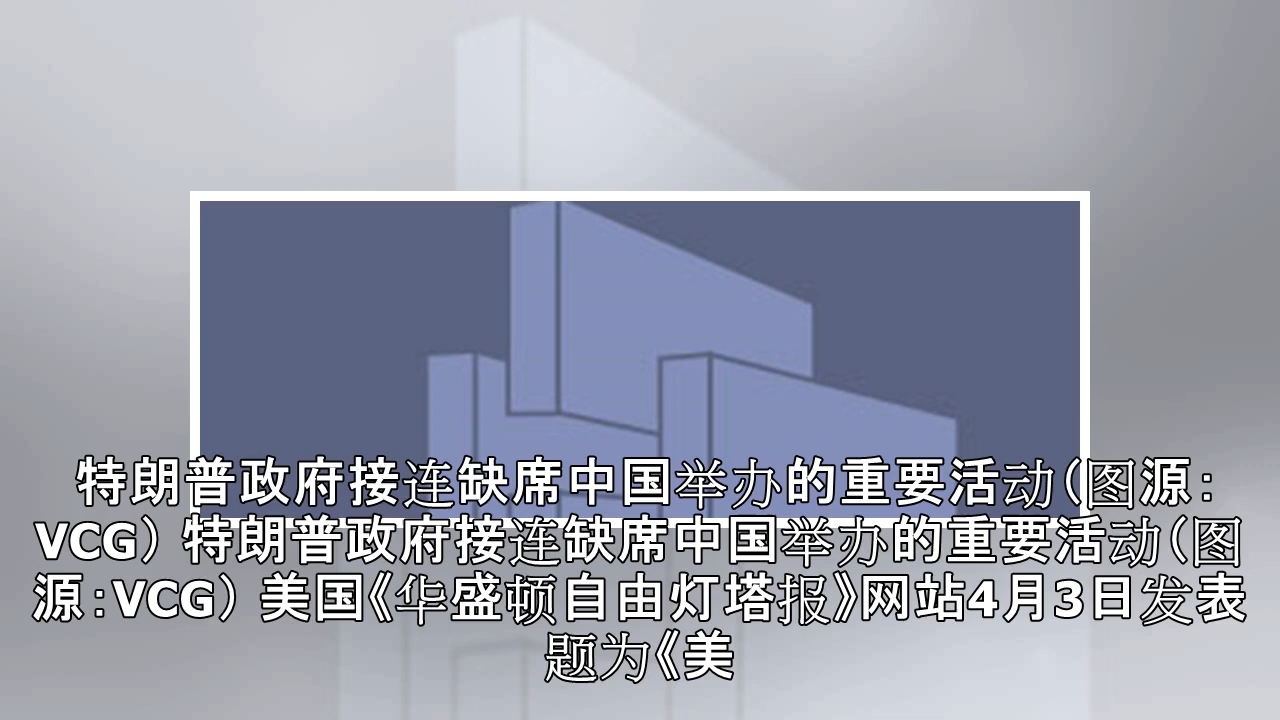 特朗普政府接连缺席中国举办的重要活动(图源:
VCG) 特朗普政府接连缺席中国举办的重要活动(图
源:VCG) 美国《华盛顿自由灯塔报》网站4月3日发表
题为《美